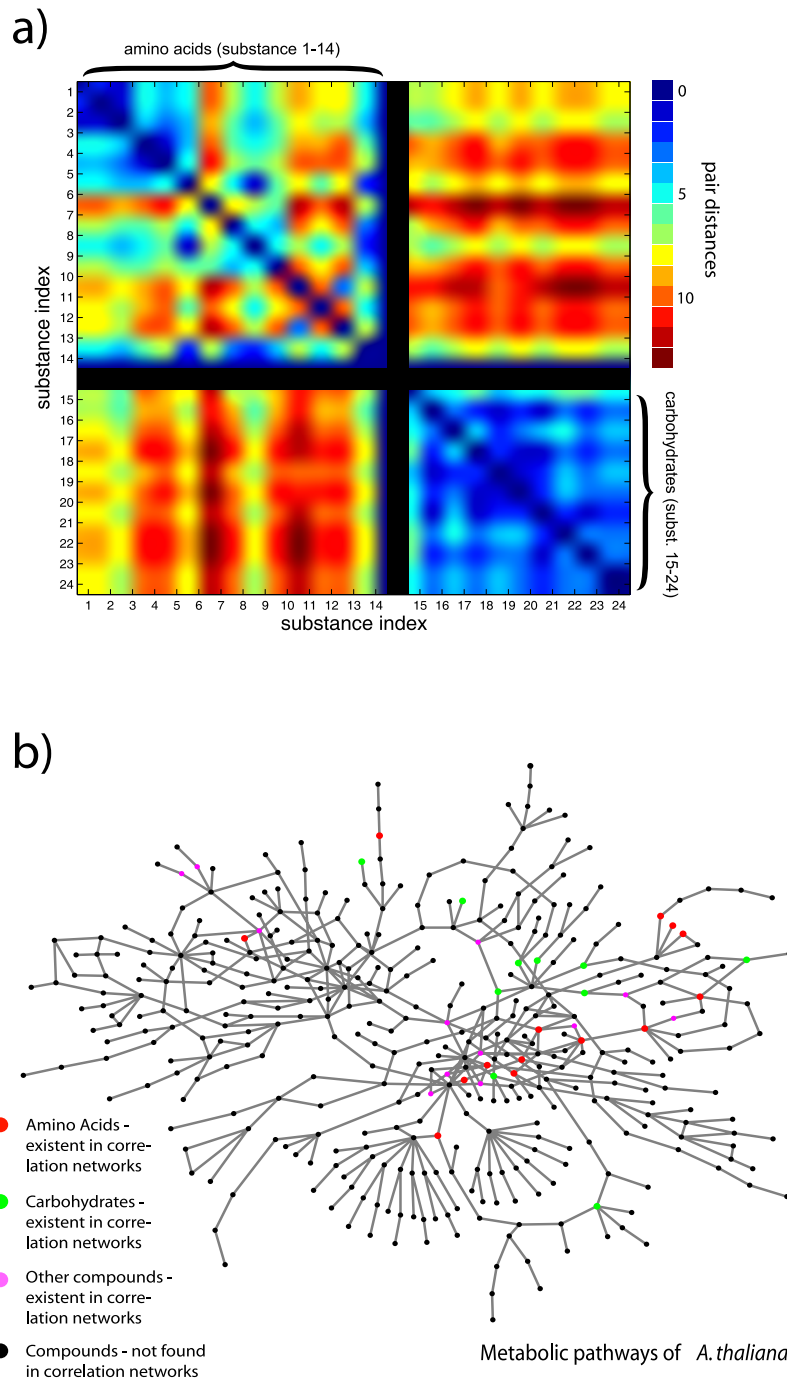 a)
amino acids (substance 1-14)
1
2
3
4
5
6
7
8
9
10
11
12
13
14
15
16
17
18
19
20
21
22
23
24
substance index
1 2 3 4 5 6 7 8 9 10 11 12 13 14 15 16 17 18 19 20 21 22 23 24
substance index
0
5
10
pair distances
carbohydrates (subst. 15-24)
b)
Amino Acids -
existent in corre-
lation networks
Carbohydrates -
existent in corre-
lation networks
Other compounds -
existent in corre-
lation networks
Compounds - not found
in correlation networks
Metabolic pathways of A. thaliana